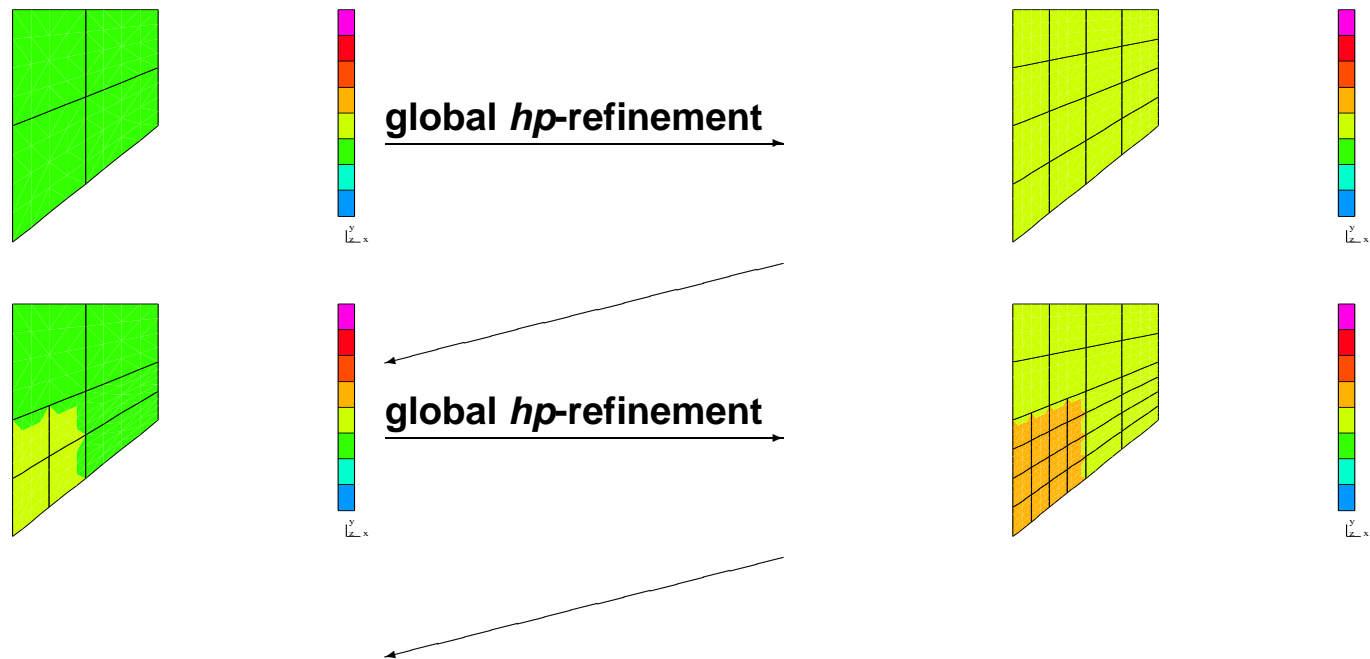 global hp-refinement
y
z x
y
z x
global hp-refinement
y
z x
y
z x